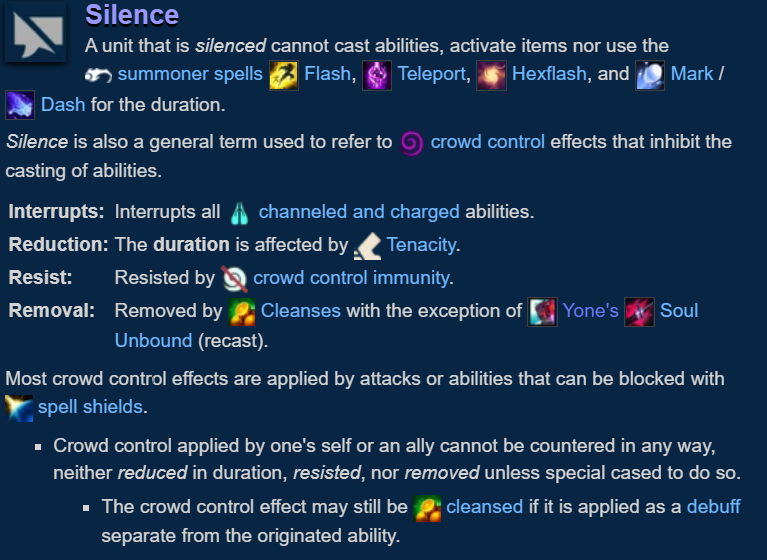 Silence
A unit that is silenced cannot cast abilities, activate items nor use the
summoner spells Flash, Teleport, Hexflash, and Mark /
Dash for the duration.
Silence is also a general term used to refer to crowd control effects that inhibit the
casting of abilities.
Interrupts: Interrupts all channeled and charged abilities.
Reduction: The duration is affected by Tenacity.
Resist: Resisted by crowd control immunity.
Removal: Removed by Cleanses with the exception of Yone's Soul
Unbound (recast).
Most crowd control effects are applied by attacks or abilities that can be blocked with
spell shields.
Crowd control applied by one's self or an ally cannot be countered in any way,
neither reduced in duration, resisted, nor removed unless special cased to do so.
The crowd control effect may still be cleansed if it is applied as a debuff
separate from the originated ability.